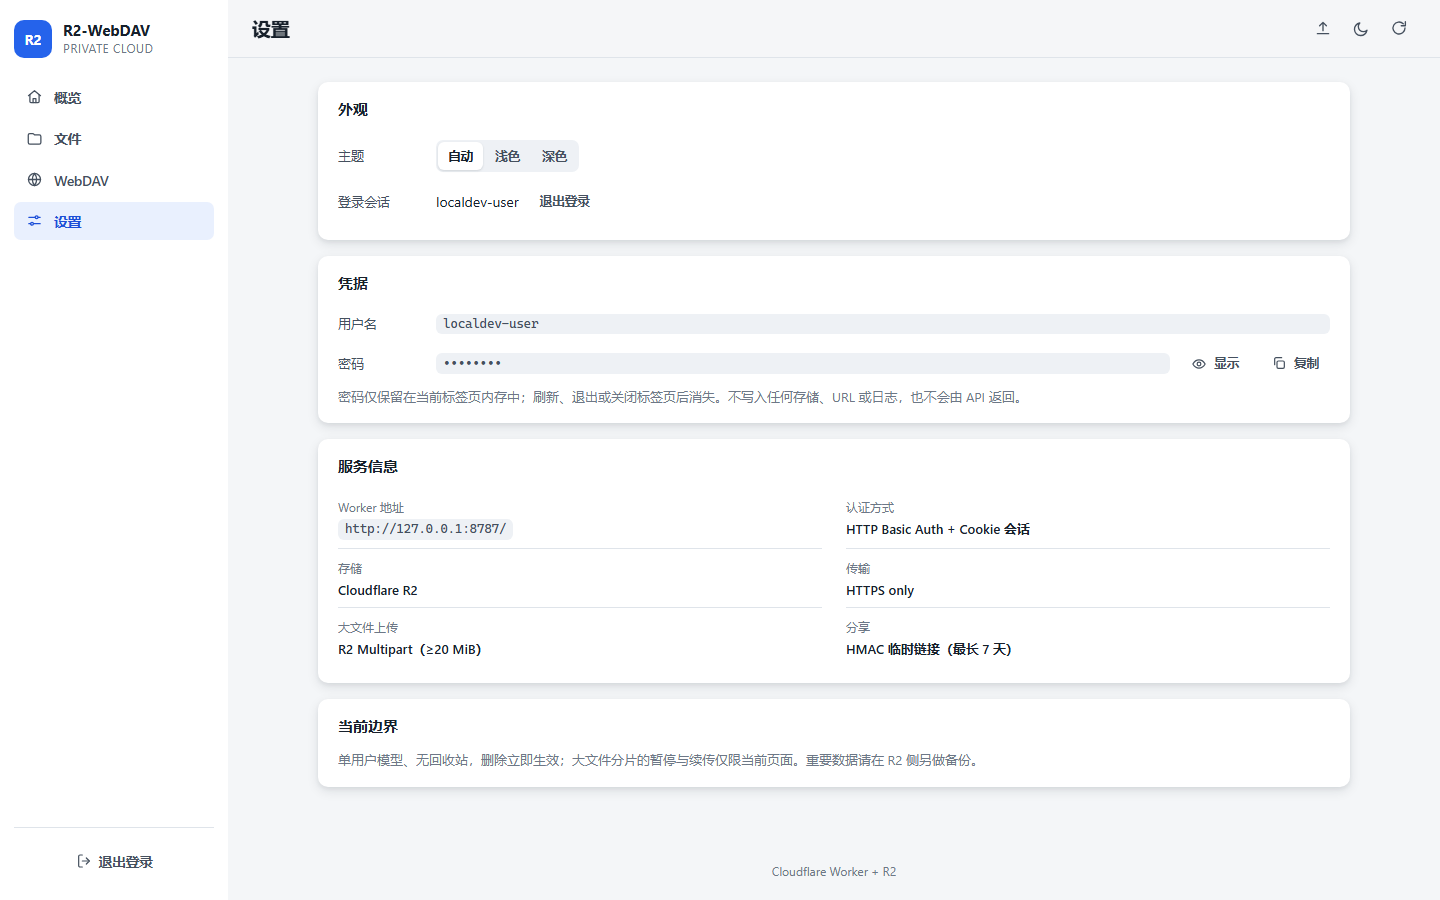 R2
R2-WebDAV
PRIVATE CLOUD
概览
文件
WebDAV
设置
退出登录
设置
外观
主题
自动 浅色 深色
登录会话 localdev-user 退出登录
凭据
用户名 localdev-user
密码 •••••••• 显示 复制
密码仅保留在当前标签页内存中；刷新、退出或关闭标签页后消失。不写入任何存储、URL 或日志，也不会由 API 返回。
服务信息
Worker 地址
http://127.0.0.1:8787/
认证方式
HTTP Basic Auth + Cookie 会话
存储
Cloudflare R2
传输
HTTPS only
大文件上传
R2 Multipart（≥20 MiB）
分享
HMAC 临时链接（最长 7 天）
当前边界
单用户模型、无回收站，删除立即生效；大文件分片的暂停与续传仅限当前页面。重要数据请在 R2 侧另做备份。
Cloudflare Worker + R2